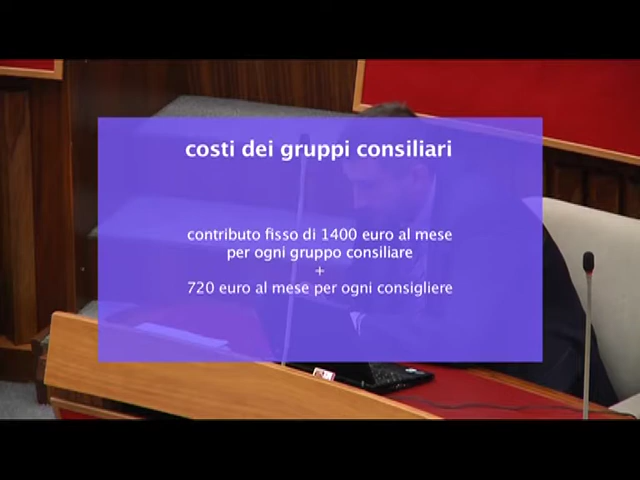 costi dei gruppi consiliari
contributo fisso di 1400 euro al mese
per ogni gruppo consiliare
+
720 euro al mese per ogni consigliere